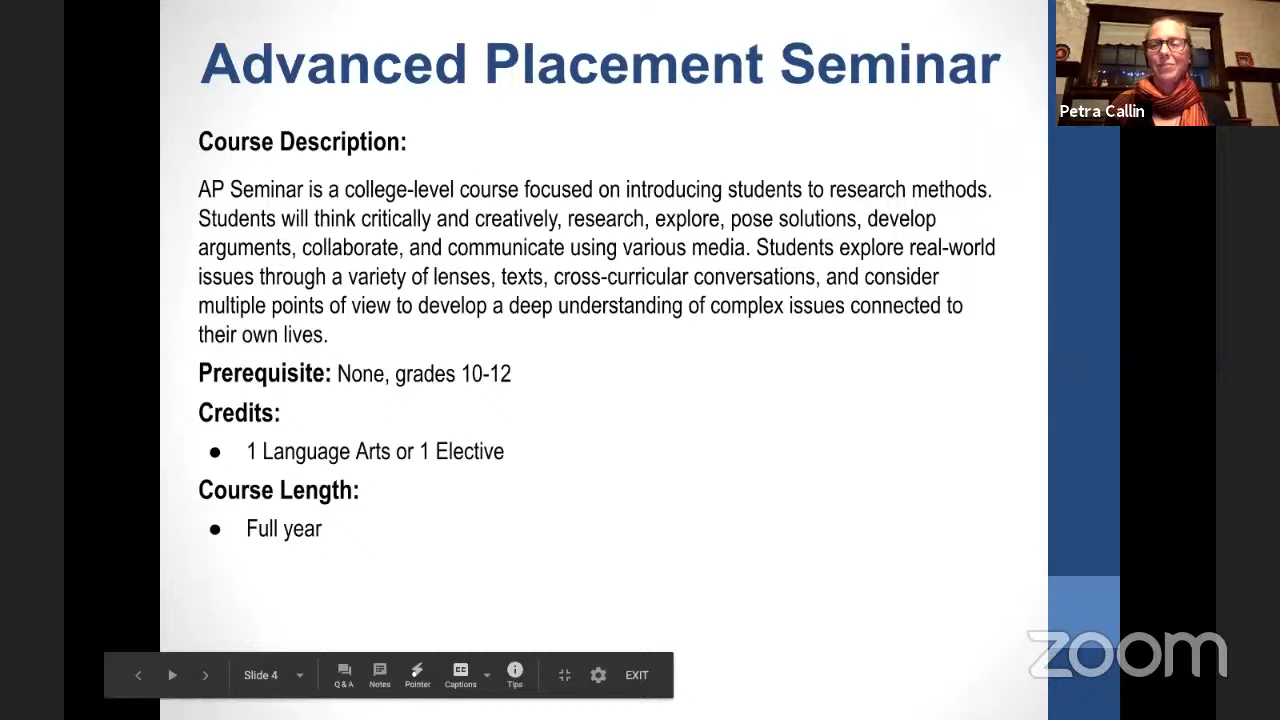 Advanced Placement Seminar
Petra Callin
Course Description:
AP Seminar is a college-level course focused on introducing students to research methods.
Students will think critically and creatively, research, explore, pose solutions, develop
arguments, collaborate, and communicate using various media. Students explore real-world
issues through a variety of lenses, texts, cross-curricular conversations, and consider
multiple points of view to develop a deep understanding of complex issues connected to
their own lives.
Prerequisite: None, grades 10-12
Credits:
● 1 Language Arts or 1 Elective
Course Length:
● Full year
zoom
Slide 4
Q & A
Notes
Pointer
CC
Captions
Tips
EXIT